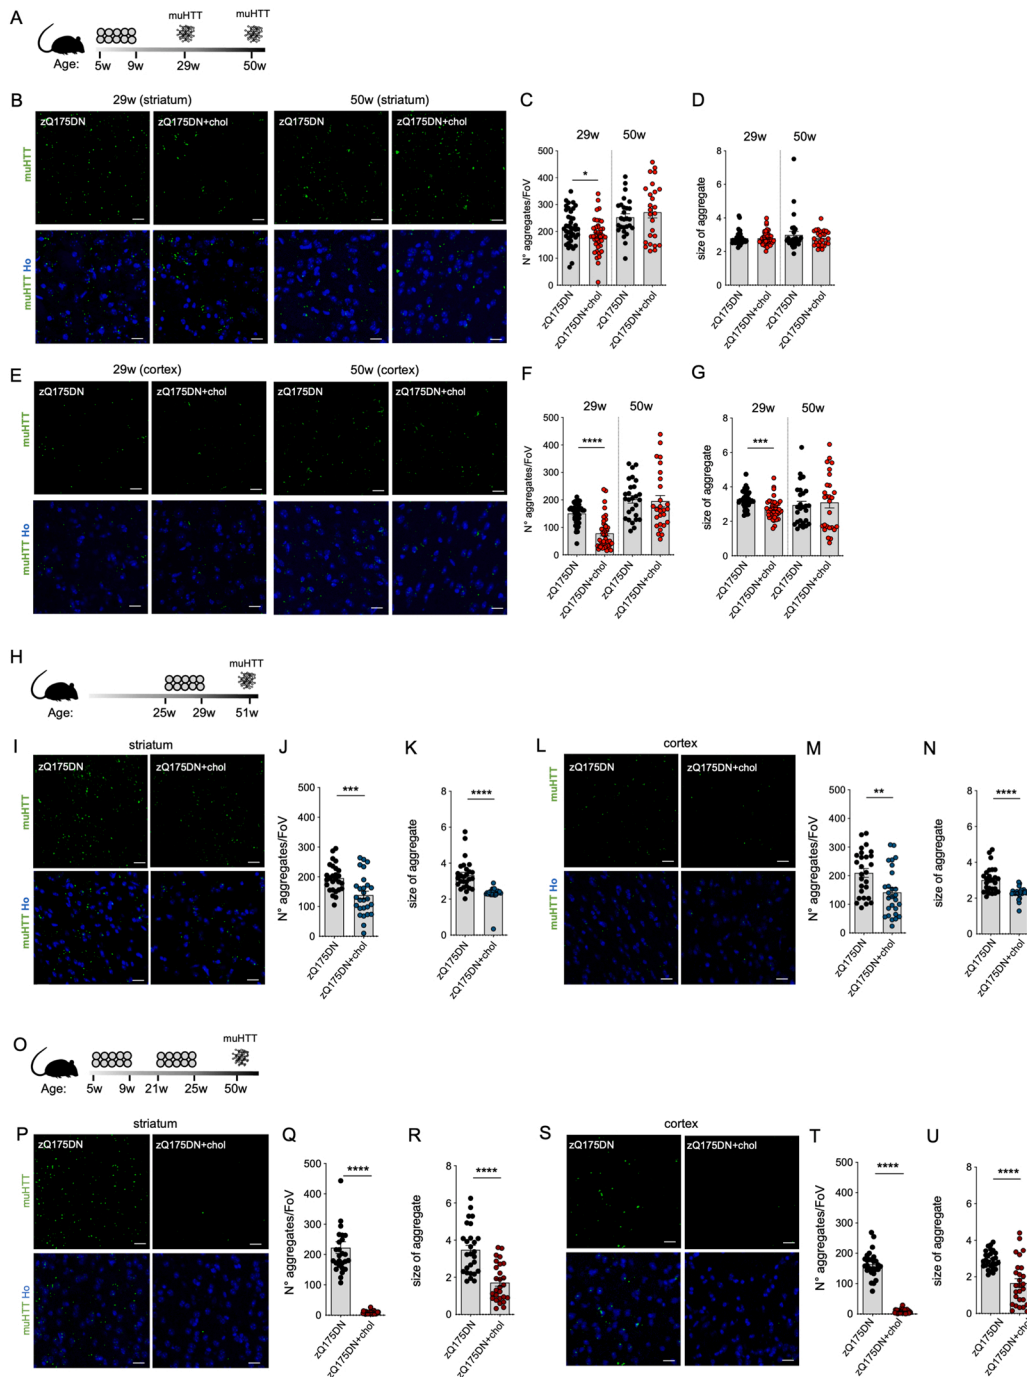 A
muHTT
muHTT
Age:
5w
9w
29w
50w
B
29w (striatum)
50w (striatum)
zQ175DN
zQ175DN+chol
zQ175DN
zQ175DN+chol
muHTT
muHTT Ho
C
29w
50w
N° aggregates/FoV
500
400
300
200
100
0
*
zQ175DN
zQ175DN+chol
zQ175DN
zQ175DN+chol
D
29w
50w
size of aggregate
8
6
4
2
0
zQ175DN
zQ175DN+chol
zQ175DN
zQ175DN+chol
E
29w (cortex)
50w (cortex)
zQ175DN
zQ175DN+chol
zQ175DN
zQ175DN+chol
muHTT
muHTT Ho
F
29w
50w
N° aggregates/FoV
500
400
300
200
100
0
****
zQ175DN
zQ175DN+chol
zQ175DN
zQ175DN+chol
G
29w
50w
size of aggregate
8
6
4
2
0
***
zQ175DN
zQ175DN+chol
zQ175DN
zQ175DN+chol
H
muHTT
Age:
25w
29w
51w
I
striatum
zQ175DN
zQ175DN+chol
muHTT
muHTT Ho
J
N° aggregates/FoV
500
400
300
200
100
0
***
zQ175DN
zQ175DN+chol
K
size of aggregate
8
6
4
2
0
****
zQ175DN
zQ175DN+chol
L
cortex
zQ175DN
zQ175DN+chol
muHTT
muHTT Ho
M
N° aggregates/FoV
500
400
300
200
100
0
**
zQ175DN
zQ175DN+chol
N
size of aggregate
8
6
4
2
0
****
zQ175DN
zQ175DN+chol
O
muHTT
Age:
5w
9w
21w
25w
50w
P
striatum
zQ175DN
zQ175DN+chol
muHTT
muHTT Ho
Q
N° aggregates/FoV
500
400
300
200
100
0
****
zQ175DN
zQ175DN+chol
R
size of aggregate
8
6
4
2
0
****
zQ175DN
zQ175DN+chol
S
cortex
zQ175DN
zQ175DN+chol
muHTT
muHTT Ho
T
N° aggregates/FoV
500
400
300
200
100
0
****
zQ175DN
zQ175DN+chol
U
size of aggregate
8
6
4
2
0
****
zQ175DN
zQ175DN+chol